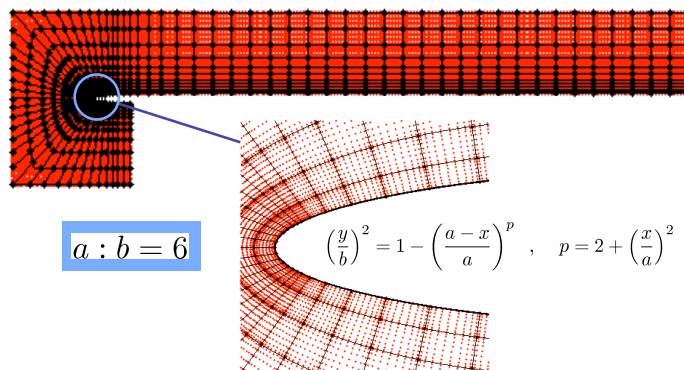 (y/b)² = 1 − ((a − x)/a)ᵖ , p = 2 + (x/a)²
a : b = 6